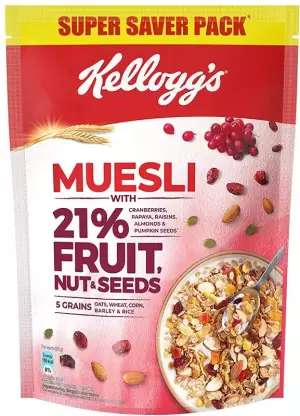 SUPER SAVER PACK*
Kellogg's
MUESLI
WITH
CRANBERRIES,
PAPAYA, RAISINS,
ALMONDS &
PUMPKIN SEEDS*
21%
FRUIT,
NUT & SEEDS
5 GRAINS
OATS, WHEAT, CORN,
BARLEY & RICE